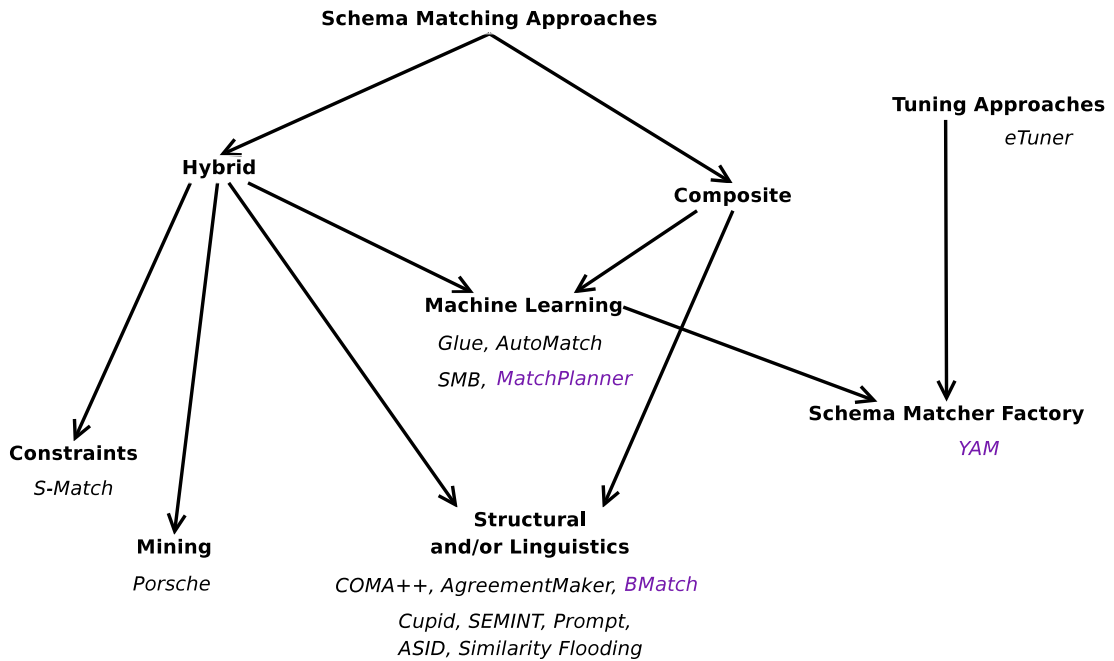 Schema Matching Approaches
Tuning Approaches
eTuner
Hybrid
Composite
Machine Learning
Glue, AutoMatch
SMB, MatchPlanner
Schema Matcher Factory
YAM
Constraints
S-Match
Structural
and/or Linguistics
Mining
Porsche
COMA++, AgreementMaker, BMatch
Cupid, SEMINT, Prompt,
ASID, Similarity Flooding